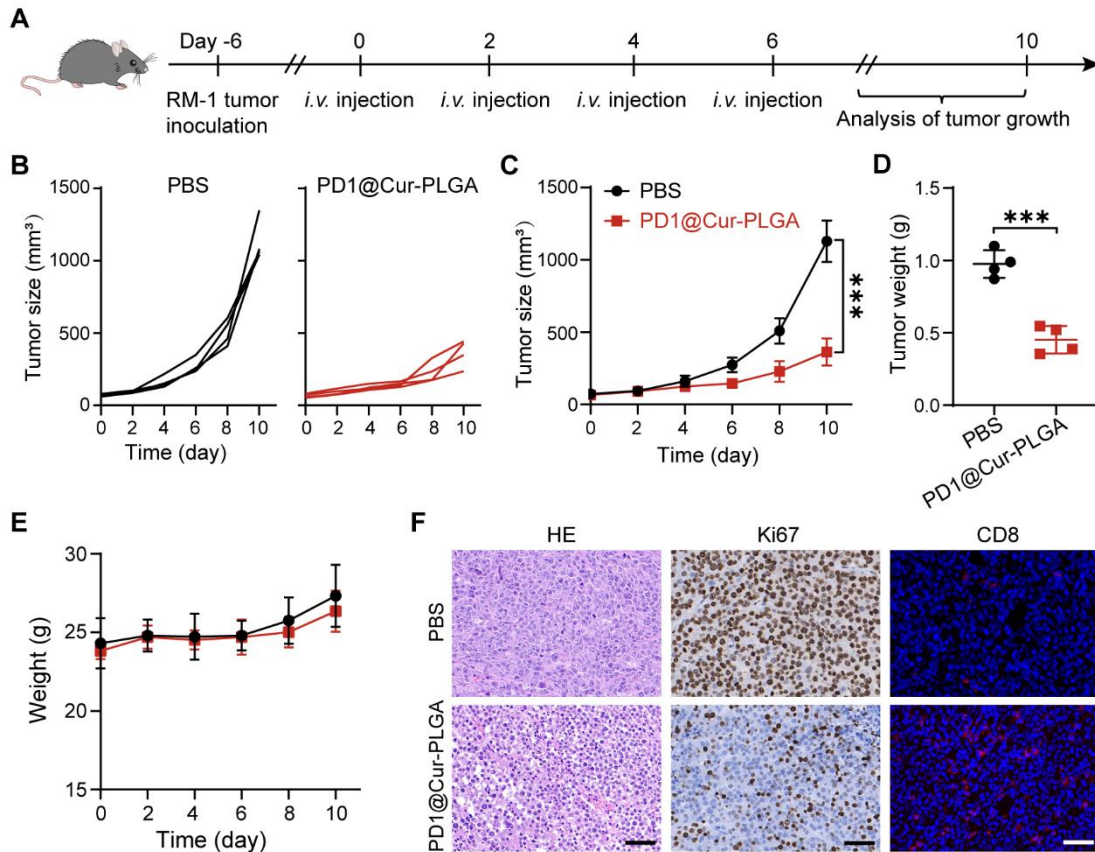 A
Day -6 0 2 4 6 10
RM-1 tumor
inoculation
i.v. injection i.v. injection i.v. injection i.v. injection
Analysis of tumor growth
B
PBS PD1@Cur-PLGA
Tumor size (mm³)
1500
1000
500
0
0 2 4 6 8 10 0 2 4 6 8 10
Time (day)
C
PBS
PD1@Cur-PLGA
Tumor size (mm³)
1500
1000
500
0
***
0 2 4 6 8 10
Time (day)
D
Tumor weight (g)
1.5
1.0
0.5
0.0
***
PBS
PD1@Cur-PLGA
E
Weight (g)
30
25
20
15
0 2 4 6 8 10
Time (day)
F
HE Ki67 CD8
PBS
PD1@Cur-PLGA